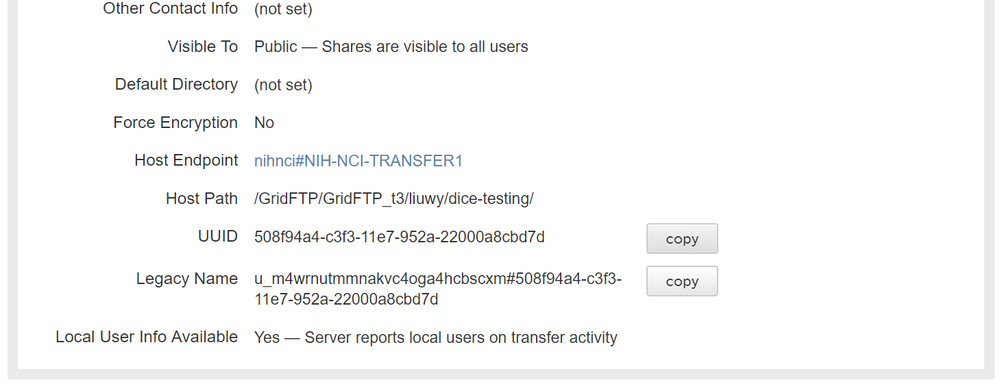 Other Contact Info (not set)
Visible To Public — Shares are visible to all users
Default Directory (not set)
Force Encryption No
Host Endpoint nihnci#NIH-NCI-TRANSFER1
Host Path /GridFTP/GridFTP_t3/liuwy/dice-testing/
UUID 508f94a4-c3f3-11e7-952a-22000a8cbd7d copy
Legacy Name u_m4wrnutmmnakvc4oga4hcbscxm#508f94a4-c3f3- copy
11e7-952a-22000a8cbd7d
Local User Info Available Yes — Server reports local users on transfer activity